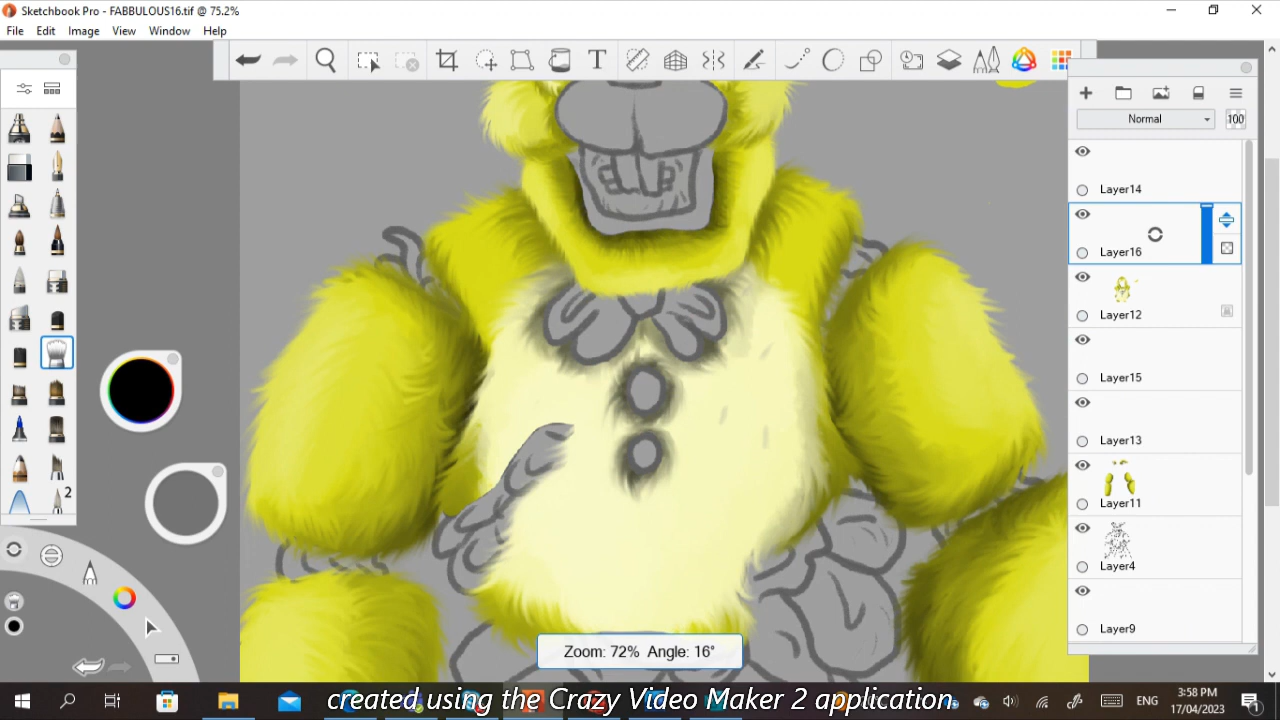 Sketchbook Pro - FABBULOUS16.tif @ 75.2%
File Edit Image View Window Help
Normal
100
Layer14
Layer16
Layer12
Layer15
Layer13
Layer11
Layer4
Layer9
2
Zoom: 72% Angle: 16°
created using the Crazy Video Maker 2 application.
ENG
3:58 PM
17/04/2023
1